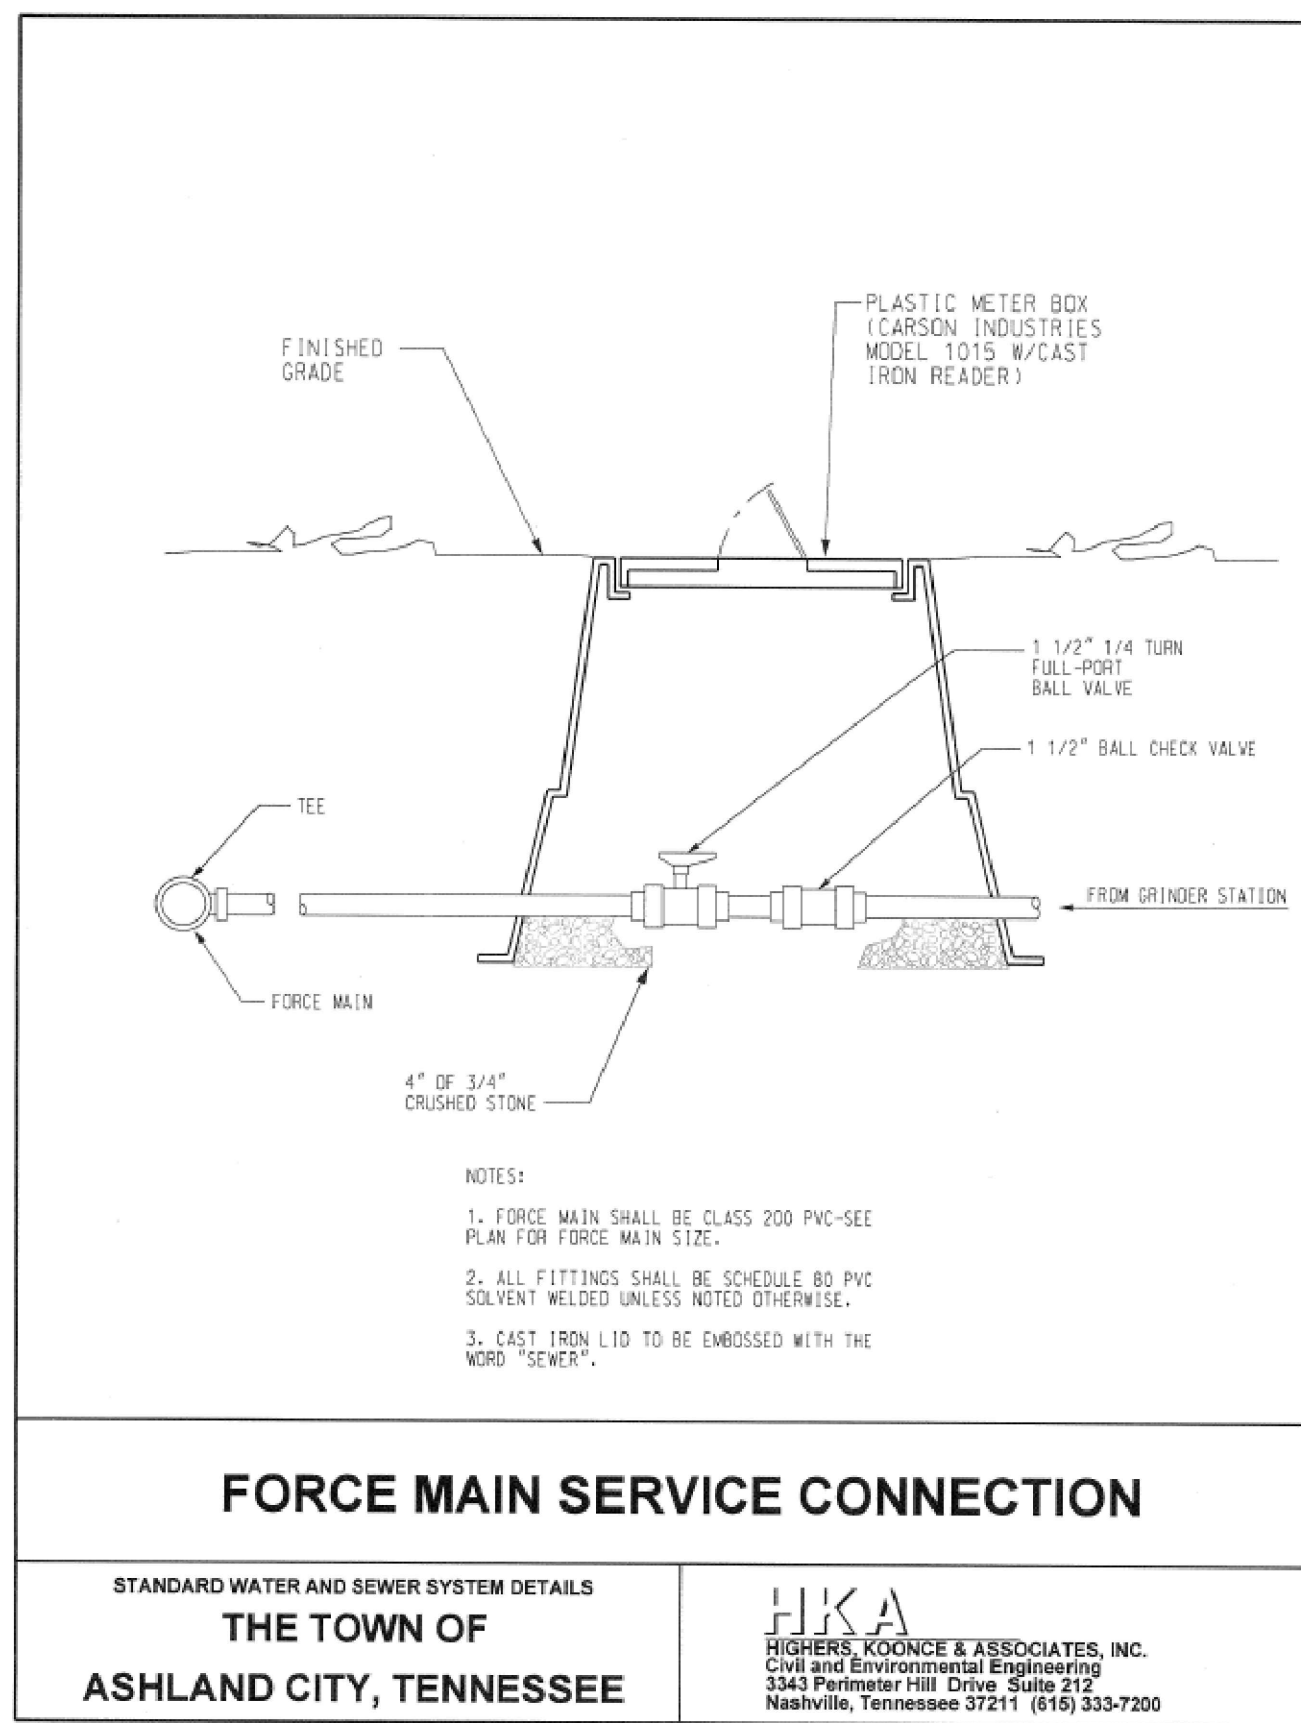 PLASTIC METER BOX
(CARSON INDUSTRIES
MODEL 1015 W/CAST
IRON READER)
FINISHED
GRADE
1 1/2" 1/4 TURN
FULL-PORT
BALL VALVE
1 1/2" BALL CHECK VALVE
TEE
FROM GRINDER STATION
FORCE MAIN
4" OF 3/4"
CRUSHED STONE
NOTES:
1. FORCE MAIN SHALL BE CLASS 200 PVC-SEE
PLAN FOR FORCE MAIN SIZE.
2. ALL FITTINGS SHALL BE SCHEDULE 80 PVC
SOLVENT WELDED UNLESS NOTED OTHERWISE.
3. CAST IRON LID TO BE EMBOSSED WITH THE
WORD "SEWER".
FORCE MAIN SERVICE CONNECTION
STANDARD WATER AND SEWER SYSTEM DETAILS
THE TOWN OF
ASHLAND CITY, TENNESSEE
HKA
HIGHERS, KOONCE & ASSOCIATES, INC.
Civil and Environmental Engineering
3343 Perimeter Hill Drive Suite 212
Nashville, Tennessee 37211 (615) 333-7200